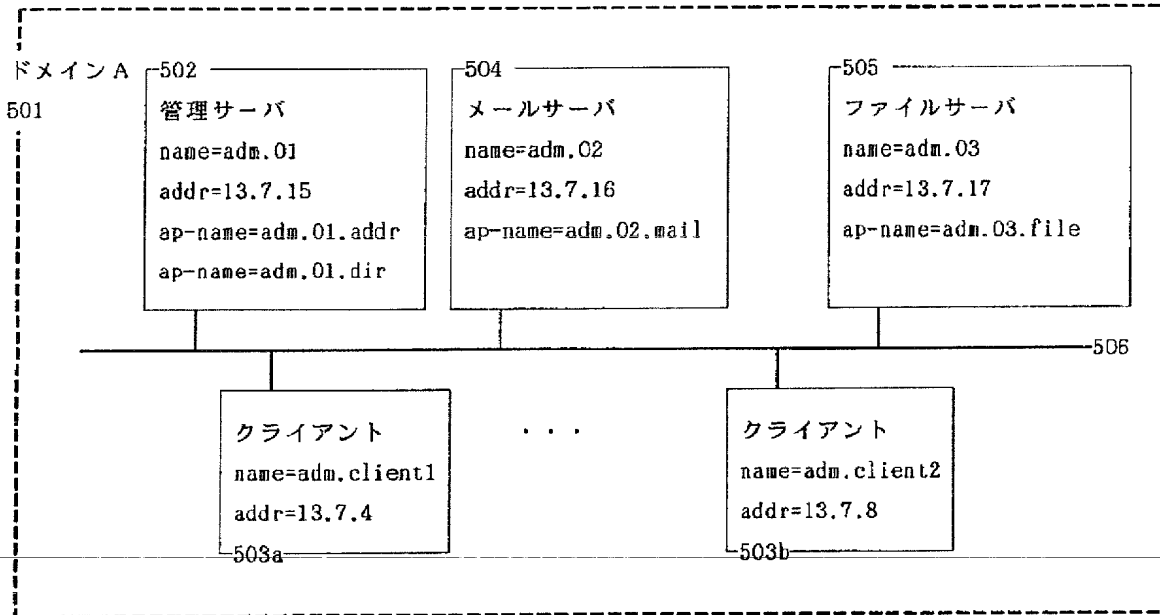 ドメインA
501
502
管理サーバ
name=adm.01
addr=13.7.15
ap-name=adm.01.addr
ap-name=adm.01.dir
504
メールサーバ
name=adm.02
addr=13.7.16
ap-name=adm.02.mail
505
ファイルサーバ
name=adm.03
addr=13.7.17
ap-name=adm.03.file
506
クライアント
name=adm.client1
addr=13.7.4
503a
...
クライアント
name=adm.client2
addr=13.7.8
503b